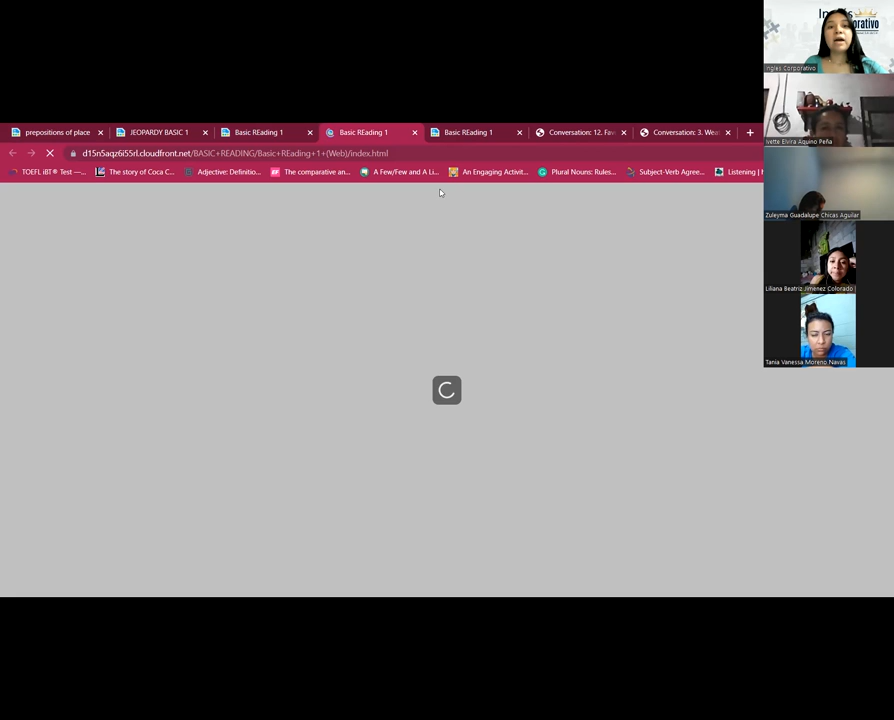 prepositions of place
JEOPARDY BASIC 1
Basic REading 1
Basic REading 1
Basic REading 1
Conversation: 12. Fav
Conversation: 3. Wea
d15n5aqz6i55rl.cloudfront.net/BASIC+READING/Basic+REading+1+(Web)/index.html
TOEFL iBT® Test —...
The story of Coca C...
Adjective: Definitio...
The comparative an...
A Few/Few and A Li...
An Engaging Activit...
Plural Nouns: Rules...
Subject-Verb Agree...
Listening |
Ingles Corporativo
Ivette Elvira Aquino Peña
Zuleyma Guadalupe Chicas Aguilar
Liliana Beatriz Jimenez Colorado
Tania Vanessa Moreno Navas